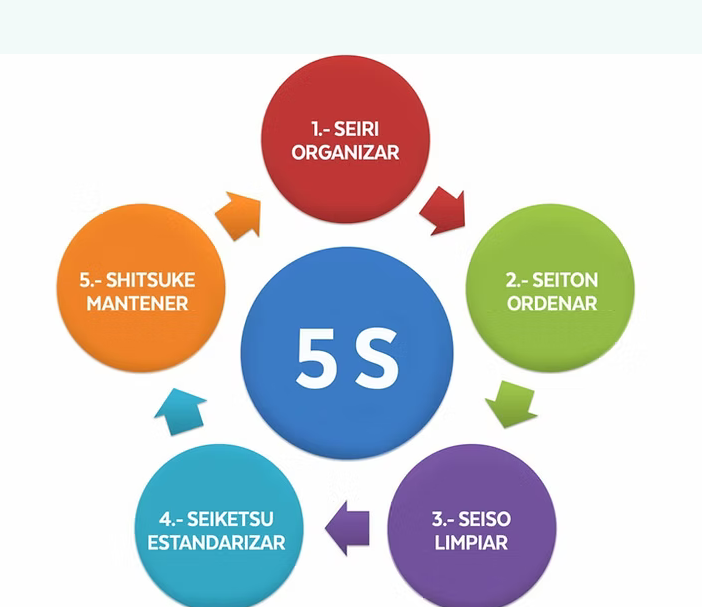 1.- SEIRI
ORGANIZAR
2.- SEITON
ORDENAR
3.- SEISO
LIMPIAR
4.- SEIKETSU
ESTANDARIZAR
5.- SHITSUKE
MANTENER
5 S